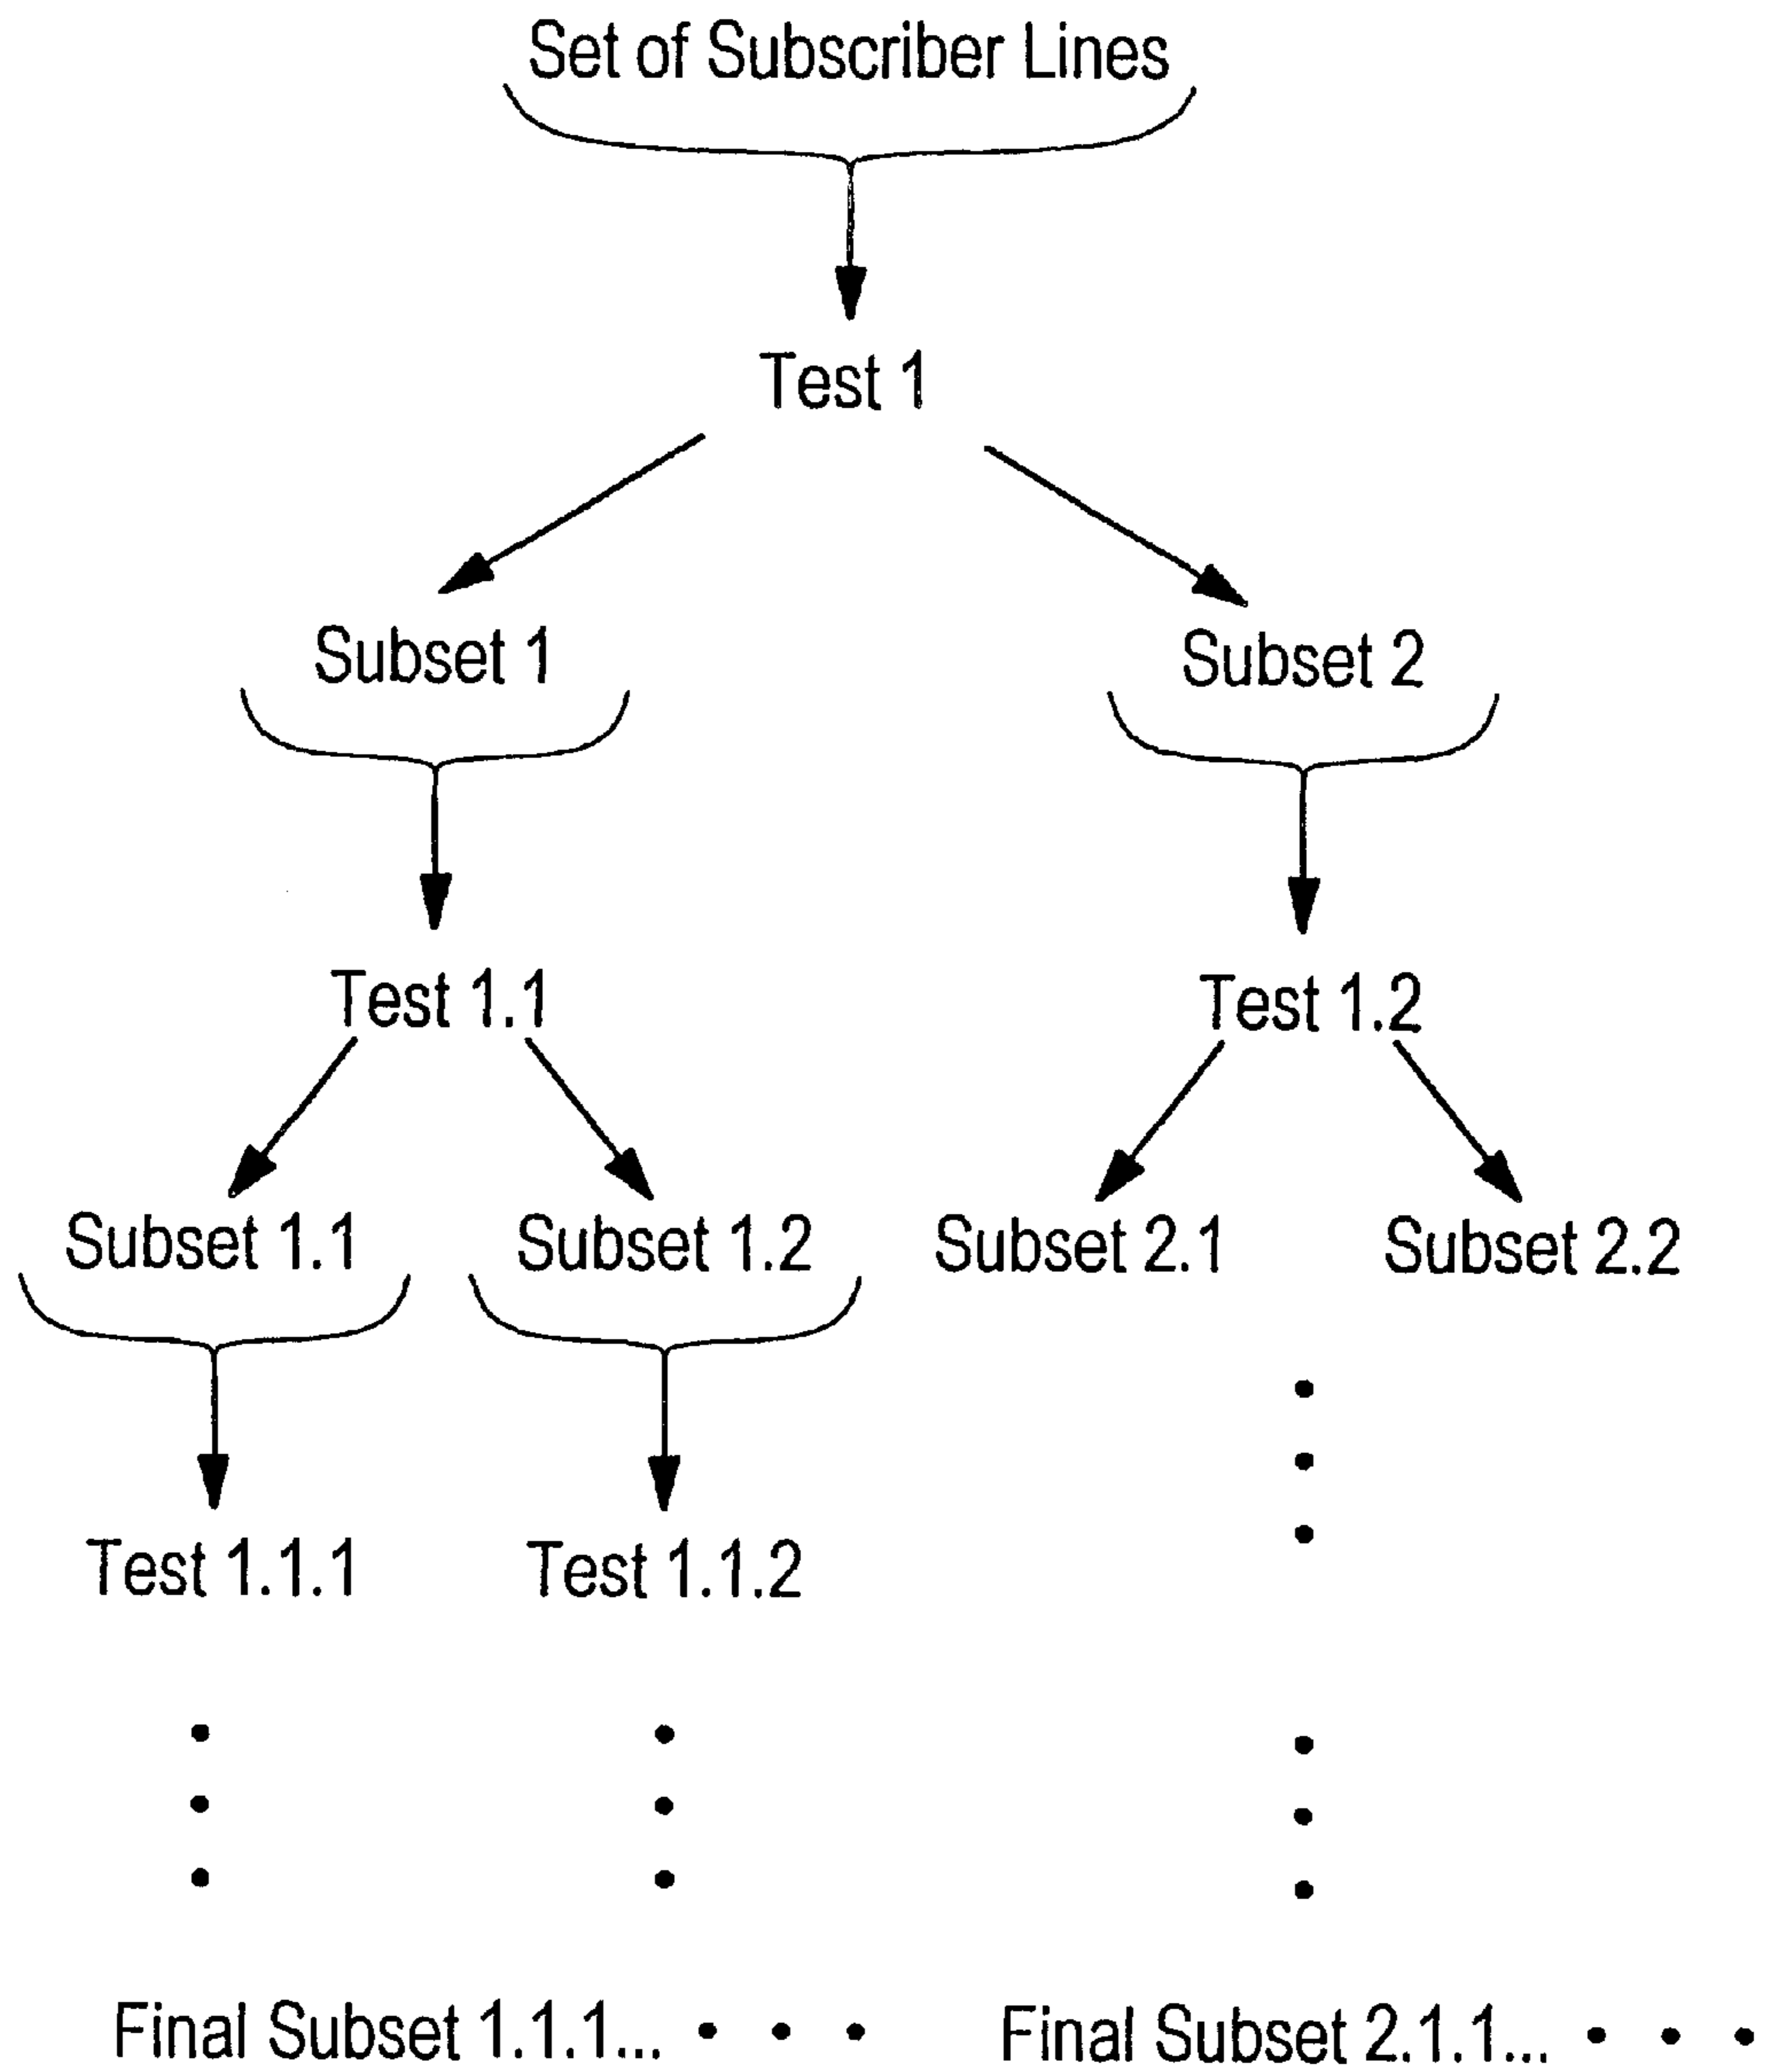 Set of Subscriber Lines
Test 1
Subset 1 Subset 2
Test 1.1 Test 1.2
Subset 1.1 Subset 1.2 Subset 2.1 Subset 2.2
Test 1.1.1 Test 1.1.2
Final Subset 1.1.1... • • • Final Subset 2.1.1... • • •